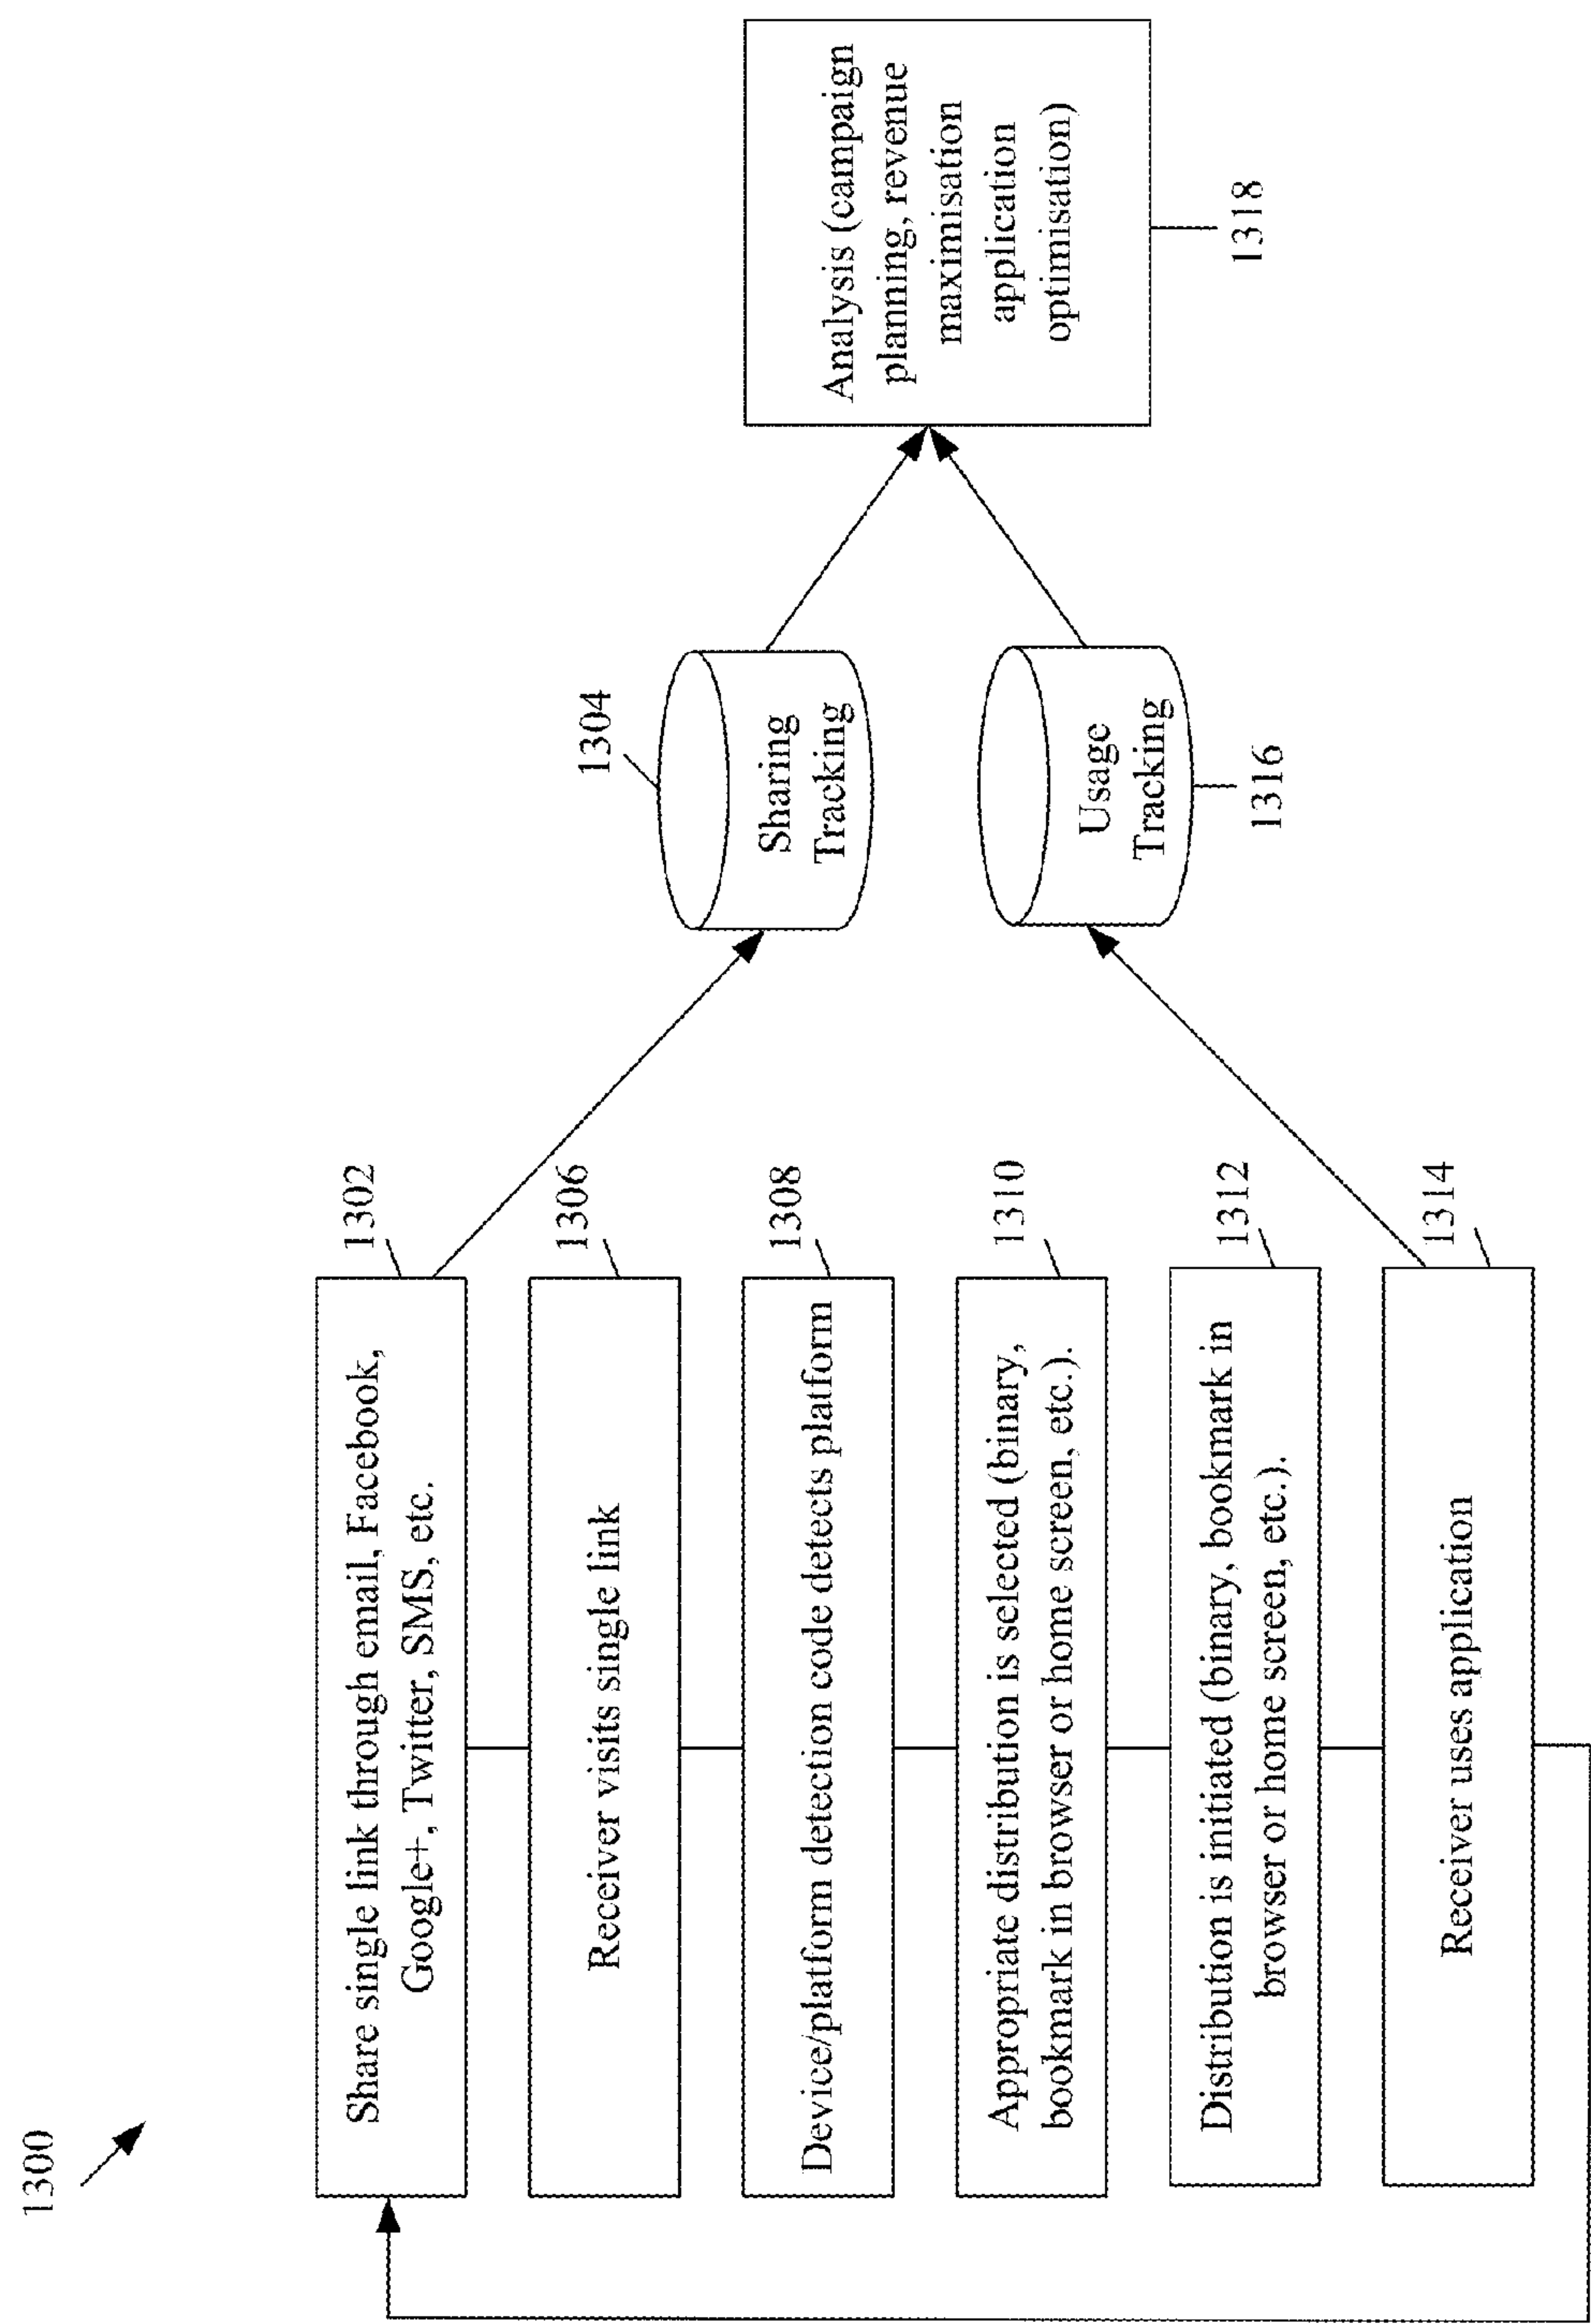 1300
Share single link through email, Facebook,
Google+, Twitter, SMS, etc.
1302
Receiver visits single link
1306
Device/platform detection code detects platform
1308
Appropriate distribution is selected (binary,
bookmark in browser or home screen, etc.).
1310
Distribution is initiated (binary, bookmark in
browser or home screen, etc.).
1312
Receiver uses application
1314
1304
Sharing
Tracking
Usage
Tracking
1316
Analysis (campaign
planning, revenue
maximisation
application
optimisation)
1318